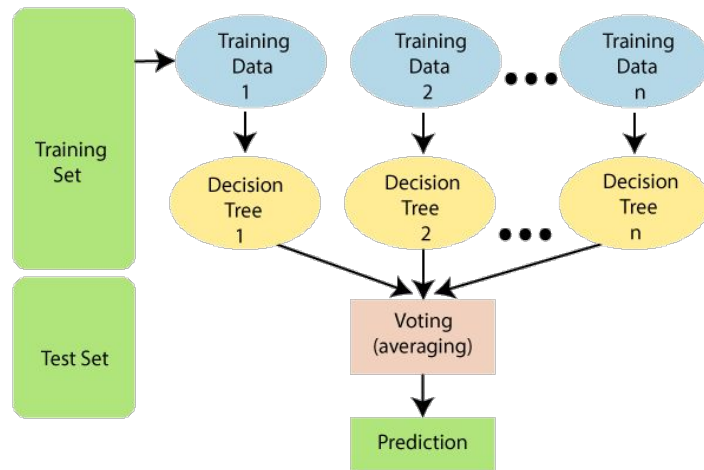 Training
Data
1
Training
Data
2
Training
Data
n
Training
Set
Decision
Tree
1
Decision
Tree
2
Decision
Tree
n
Voting
(averaging)
Test Set
Prediction